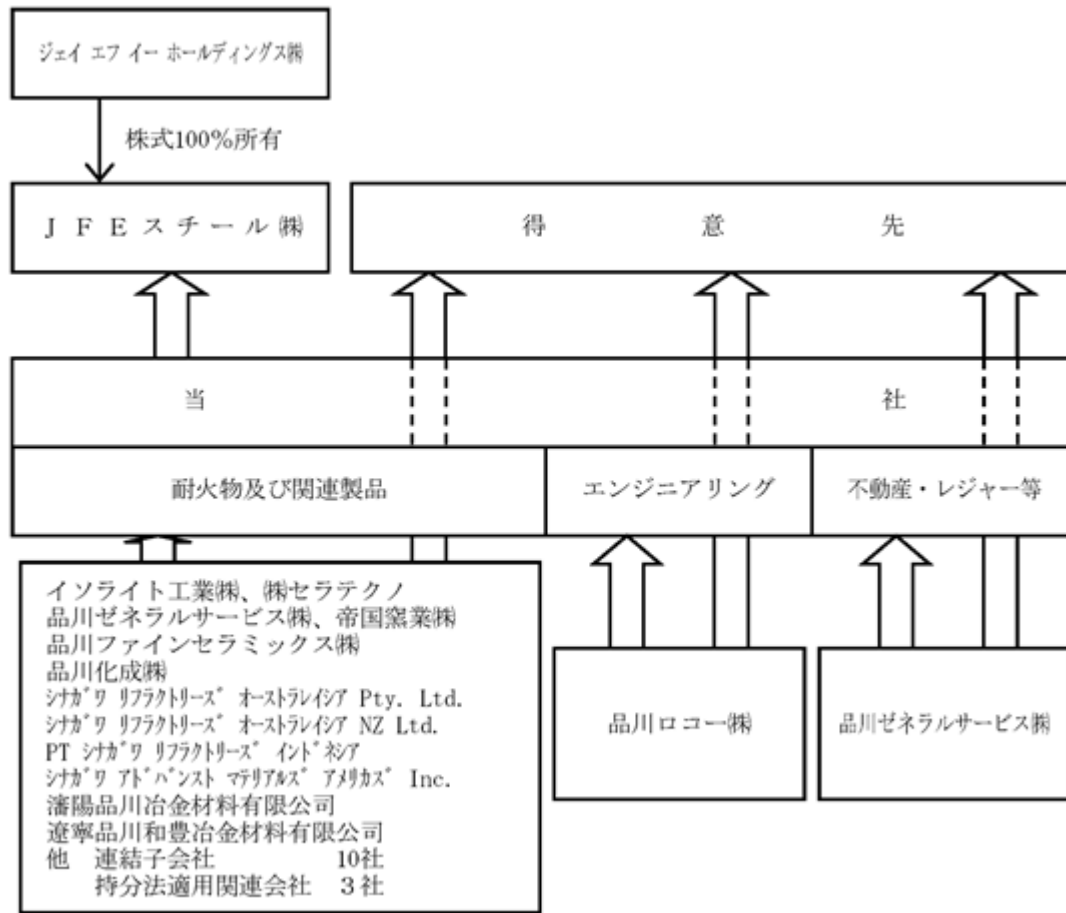 ジェイ エフ イー ホールディングス㈱
株式100％所有
ＪＦＥスチール㈱
得意先
当社
耐火物及び関連製品
エンジニアリング
不動産・レジャー等
イソライト工業㈱、㈱セラテクノ
品川ゼネラルサービス㈱、帝国窯業㈱
品川ファインセラミックス㈱
品川化成㈱
ｼﾅｶﾞﾜ ﾘﾌﾗｸﾄﾘｰｽﾞ ｵｰｽﾄﾗﾚｲｼｱ Pty. Ltd.
ｼﾅｶﾞﾜ ﾘﾌﾗｸﾄﾘｰｽﾞ ｵｰｽﾄﾗﾚｲｼｱ NZ Ltd.
PT ｼﾅｶﾞﾜ ﾘﾌﾗｸﾄﾘｰｽﾞ ｲﾝﾄﾞﾈｼｱ
ｼﾅｶﾞﾜ ｱﾄﾞﾊﾞﾝｽﾄ ﾏﾃﾘｱﾙｽﾞ ｱﾒﾘｶｽﾞ Inc.
瀋陽品川冶金材料有限公司
遼寧品川和豊冶金材料有限公司
他 連結子会社 10社
持分法適用関連会社 ３社
品川ロコー㈱
品川ゼネラルサービス㈱